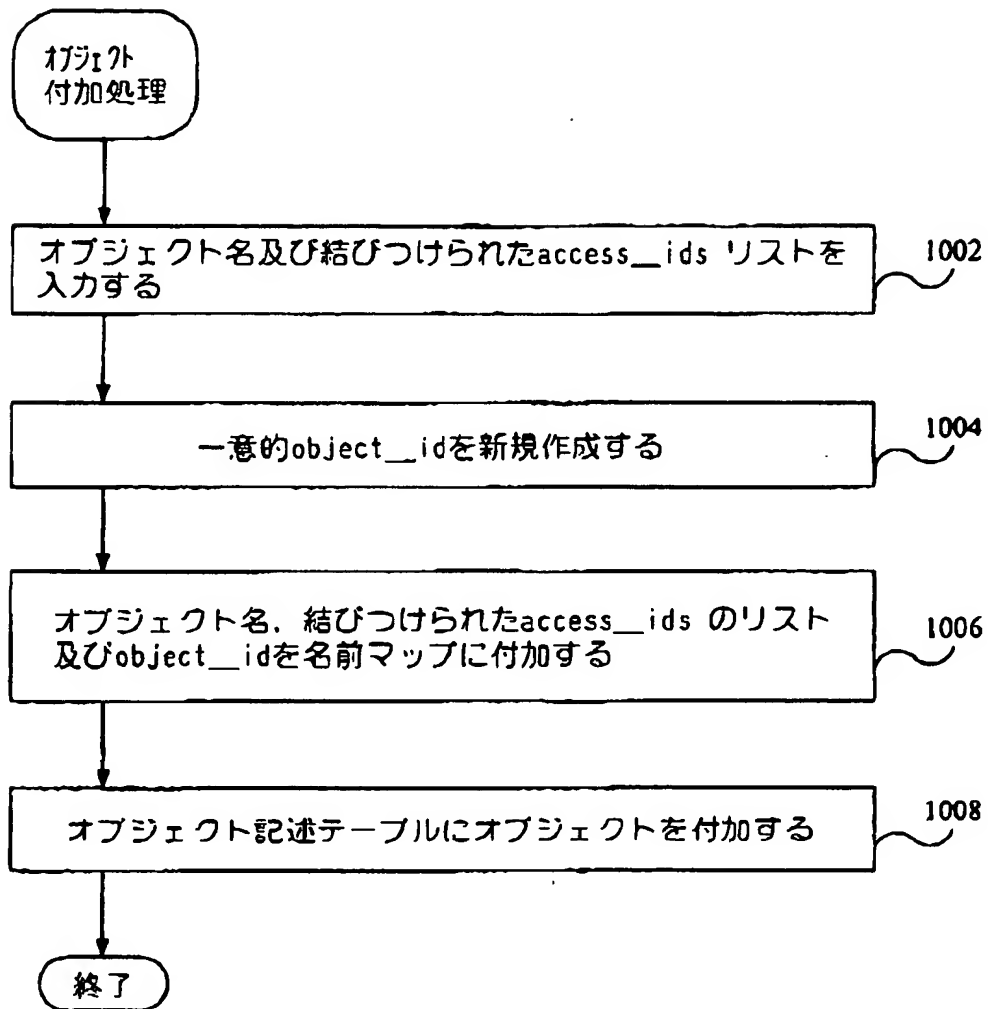 オブジェクト
付加処理
オブジェクト名及び結びつけられたaccess__ids リストを
入力する
1002
一意的object__idを新規作成する
1004
オブジェクト名, 結びつけられたaccess__ids のリスト
及びobject__idを名前マップに付加する
1006
オブジェクト記述テーブルにオブジェクトを付加する
1008
終了